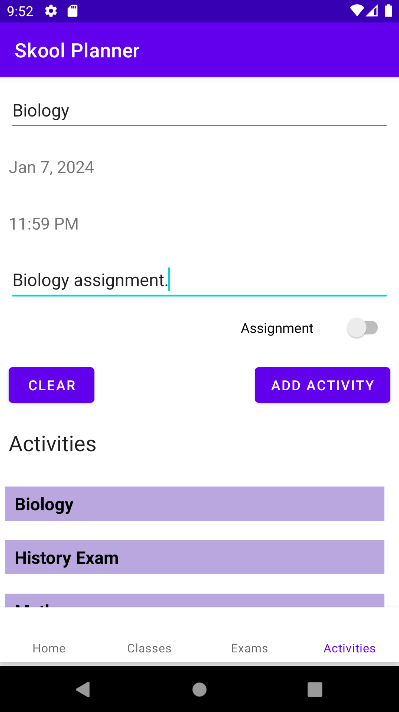 9:52
Skool Planner
Biology
Jan 7, 2024
11:59 PM
Biology assignment.
Assignment
CLEAR
ADD ACTIVITY
Activities
Biology
History Exam
Home
Classes
Exams
Activities